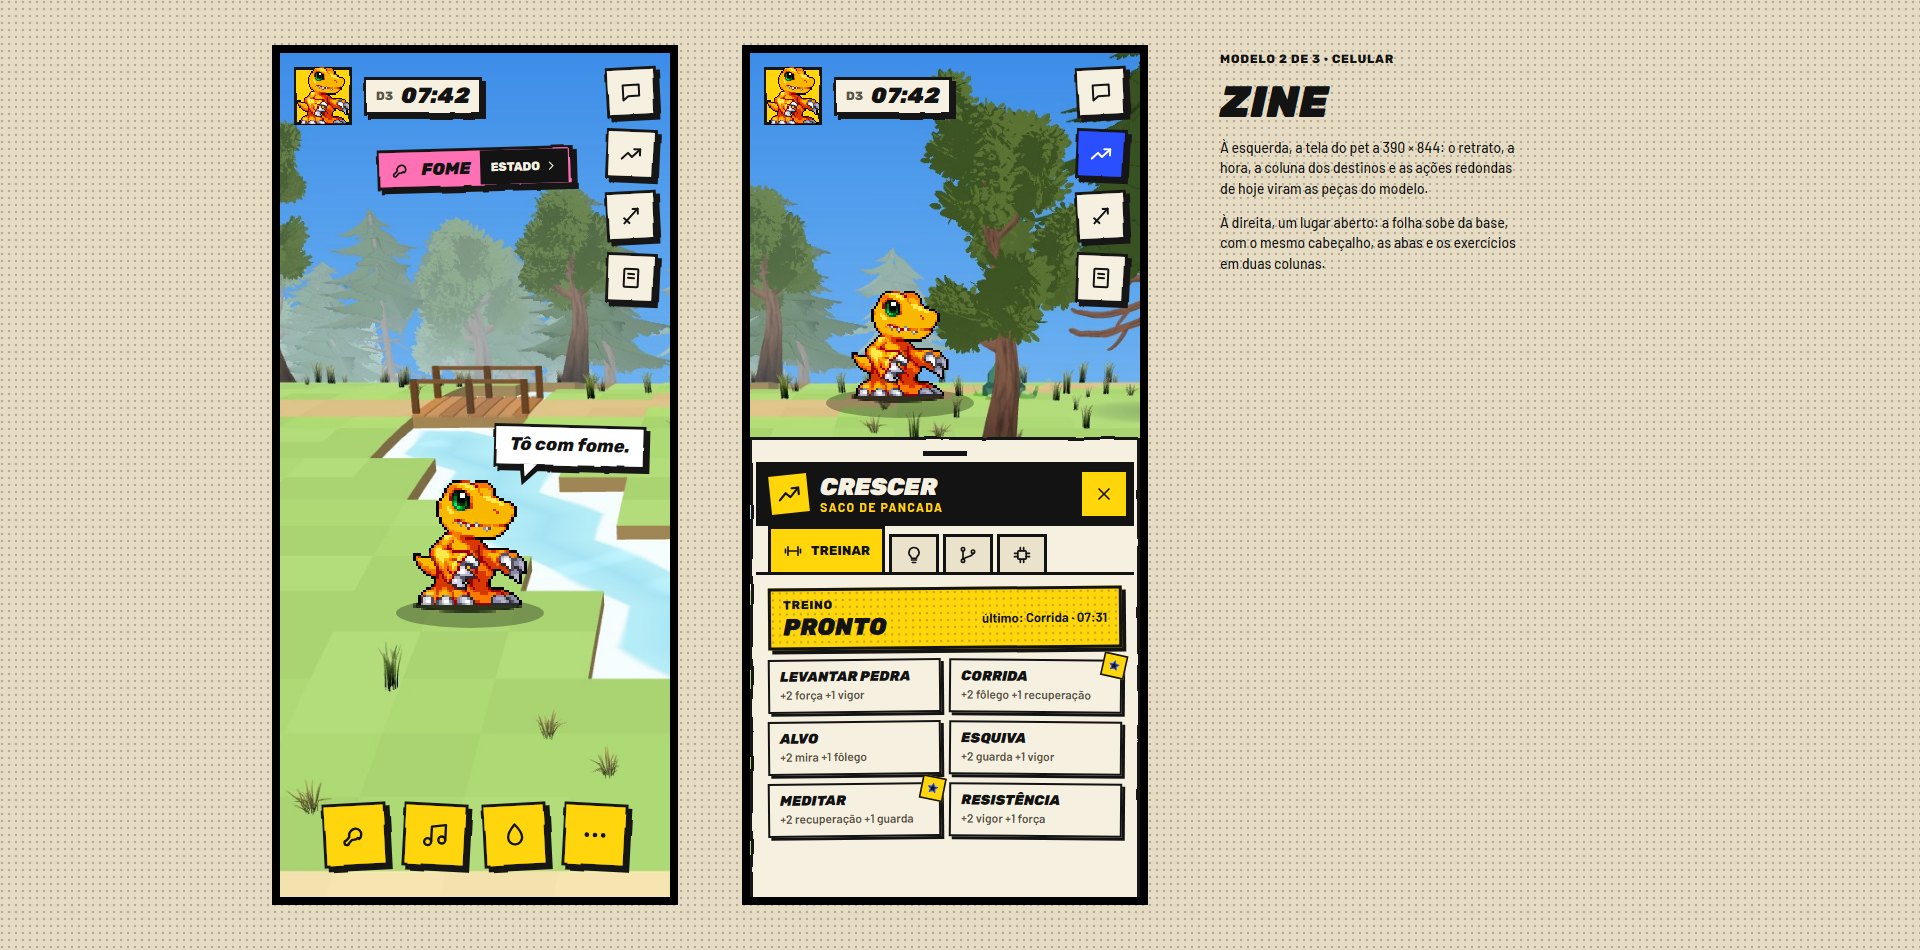 D3 07:42
FOME ESTADO
Tô com fome.
D3 07:42
CRESCER
SACO DE PANCADA
TREINAR
TREINO
PRONTO
último: Corrida · 07:31
LEVANTAR PEDRA
+2 força +1 vigor
CORRIDA
+2 fôlego +1 recuperação
ALVO
+2 mira +1 fôlego
ESQUIVA
+2 guarda +1 vigor
MEDITAR
+2 recuperação +1 guarda
RESISTÊNCIA
+2 vigor +1 força
MODELO 2 DE 3 • CELULAR
ZINE
À esquerda, a tela do pet a 390 × 844: o retrato, a
hora, a coluna dos destinos e as ações redondas
de hoje viram as peças do modelo.
À direita, um lugar aberto: a folha sobe da base,
com o mesmo cabeçalho, as abas e os exercícios
em duas colunas.